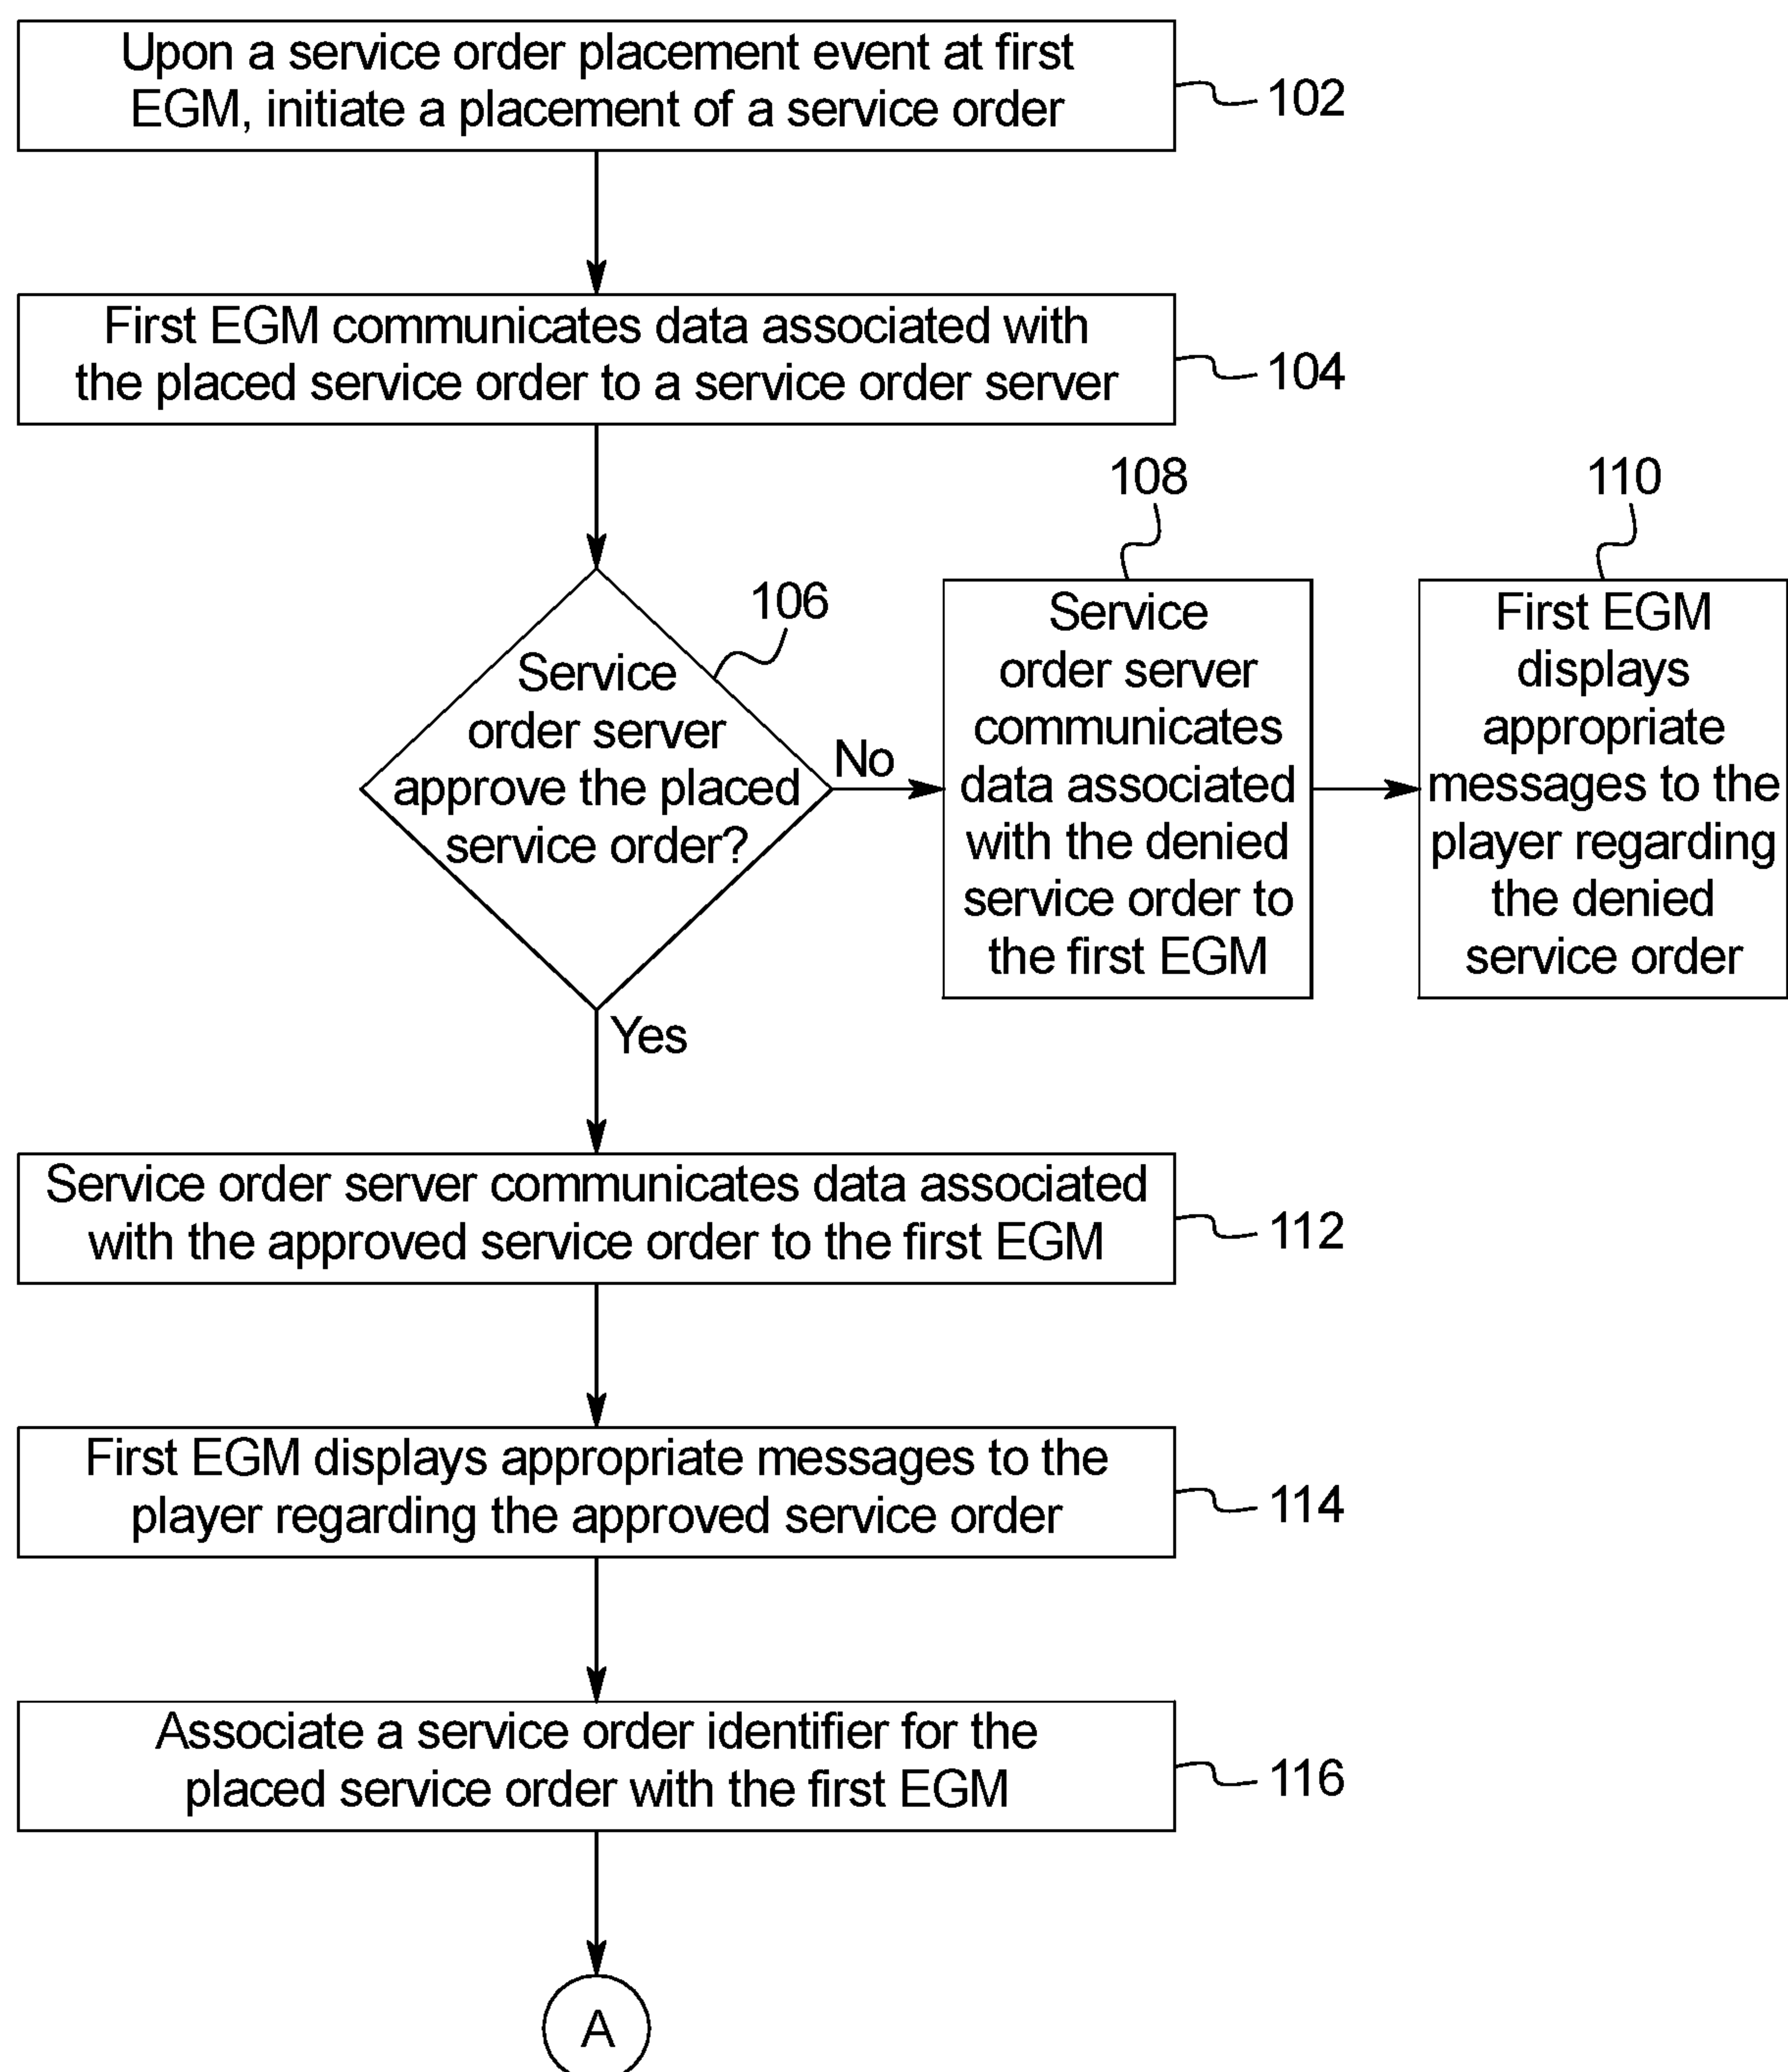 Upon a service order placement event at first
EGM, initiate a placement of a service order
102
First EGM communicates data associated with
the placed service order to a service order server
104
106
Service
order server
approve the placed
service order?
No
108
Service
order server
communicates
data associated
with the denied
service order to
the first EGM
110
First EGM
displays
appropriate
messages to the
player regarding
the denied
service order
Yes
Service order server communicates data associated
with the approved service order to the first EGM
112
First EGM displays appropriate messages to the
player regarding the approved service order
114
Associate a service order identifier for the
placed service order with the first EGM
116
A